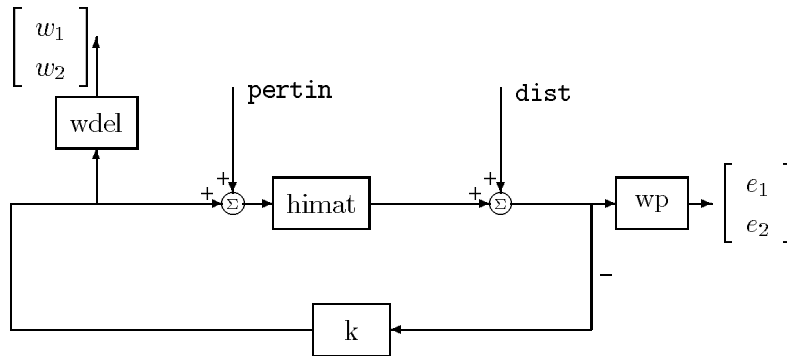 w1
w2
wdel
pertin
dist
+
+
Σ
himat
+
+
Σ
wp
e1
e2
−
k